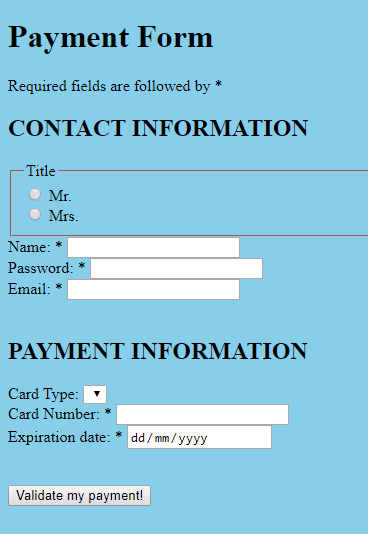 Payment Form
Required fields are followed by *
CONTACT INFORMATION
Title
Mr.
Mrs.
Name: *
Password: *
Email: *
PAYMENT INFORMATION
Card Type:
Card Number: *
Expiration date: * dd/mm/yyyy
Validate my payment!